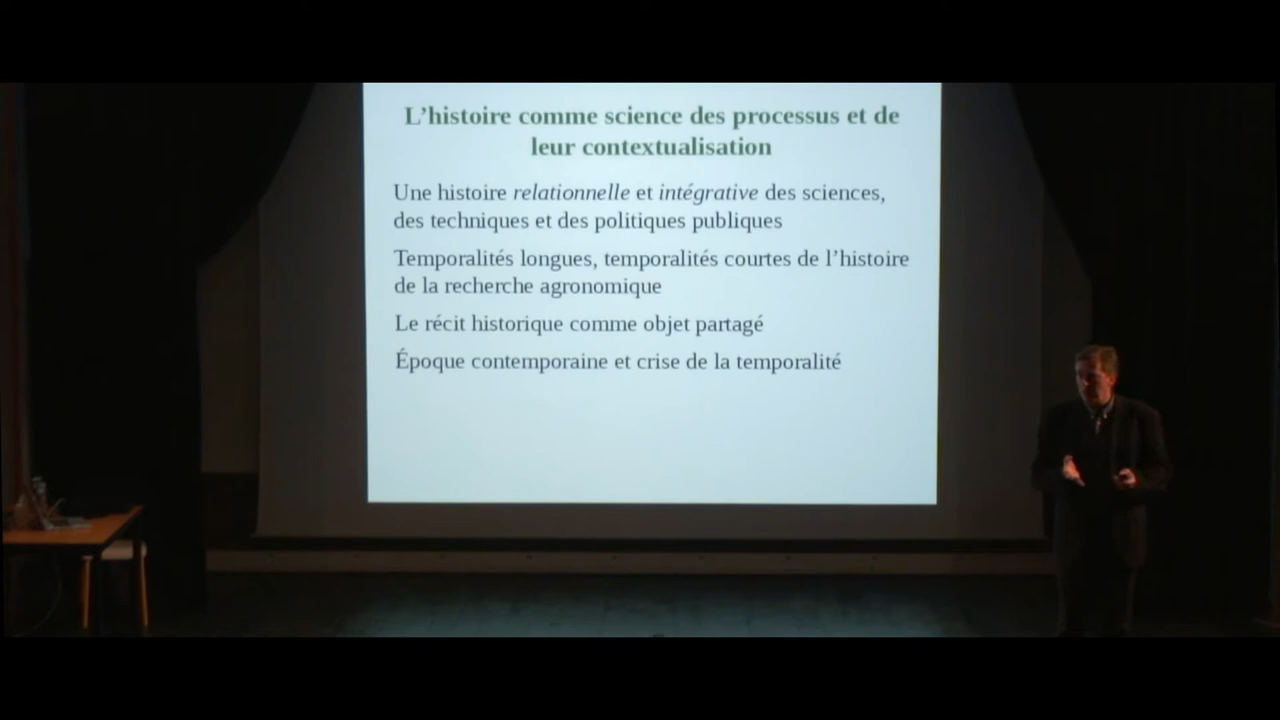 L’histoire comme science des processus et de
leur contextualisation
Une histoire relationnelle et intégrative des sciences,
des techniques et des politiques publiques
Temporalités longues, temporalités courtes de l’histoire
de la recherche agronomique
Le récit historique comme objet partagé
Époque contemporaine et crise de la temporalité